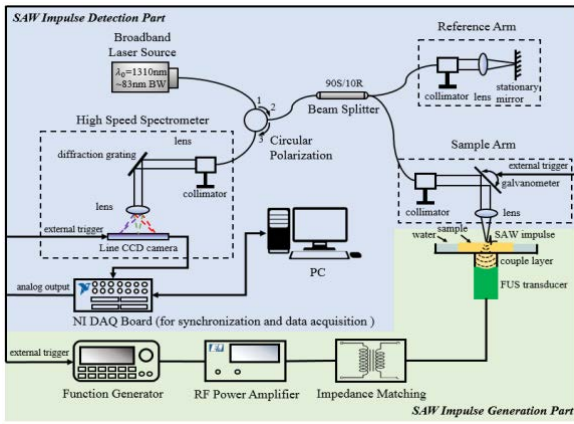 SAW Impulse Detection Part
Broadband
Laser Source
λ₀=1310nm
~83nm BW
1
2
3
Circular
Polarization
90S/10R
Beam Splitter
Reference Arm
collimator
lens
stationary
mirror
High Speed Spectrometer
lens
diffraction grating
collimator
lens
external trigger
Line CCD camera
Sample Arm
external trigger
galvanometer
collimator
lens
sample
water
SAW impulse
couple layer
FUS transducer
PC
analog output
NI DAQ Board (for synchronization and data acquisition )
external trigger
Function Generator
RF Power Amplifier
Impedance Matching
SAW Impulse Generation Part